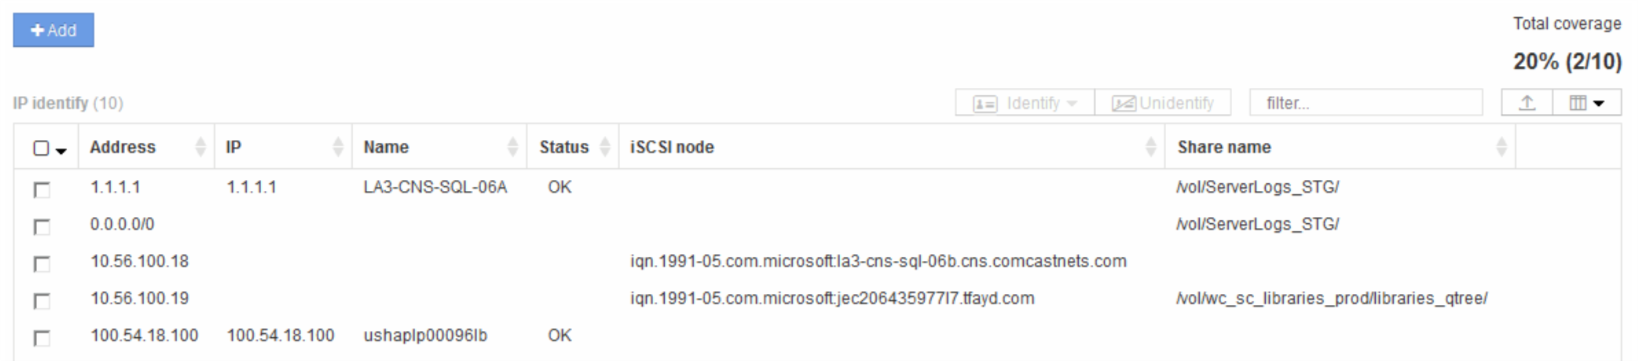 Add
Total coverage
20% (2/10)
IP identify (10)
Identify
Unidentify
filter...
Address IP Name Status iSCSI node Share name
1.1.1.1 1.1.1.1 LA3-CNS-SQL-06A OK /vol/ServerLogs_STG/
0.0.0.0/0 /vol/ServerLogs_STG/
10.56.100.18 iqn.1991-05.com.microsoft:la3-cns-sql-06b.cns.comcastnets.com
10.56.100.19 iqn.1991-05.com.microsoft:jec20643597717.tfayd.com /vol/wc_sc_libraries_prod/libraries_qtree/
100.54.18.100 100.54.18.100 ushaplp00096lb OK